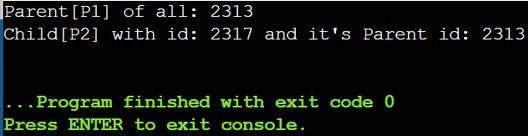 Parent[P1] of all: 2313
Child[P2] with id: 2317 and it's Parent id: 2313
...Program finished with exit code 0
Press ENTER to exit console.